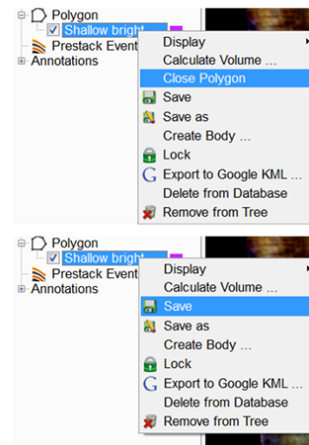 Polygon
Shallow bright
Prestack Event
Annotations
Display
Calculate Volume ...
Close Polygon
Save
Save as
Create Body ...
Lock
Export to Google KML ...
Delete from Database
Remove from Tree
Polygon
Shallow bright
Prestack Event
Annotations
Display
Calculate Volume ...
Save
Save as
Create Body ...
Lock
Export to Google KML ...
Delete from Database
Remove from Tree